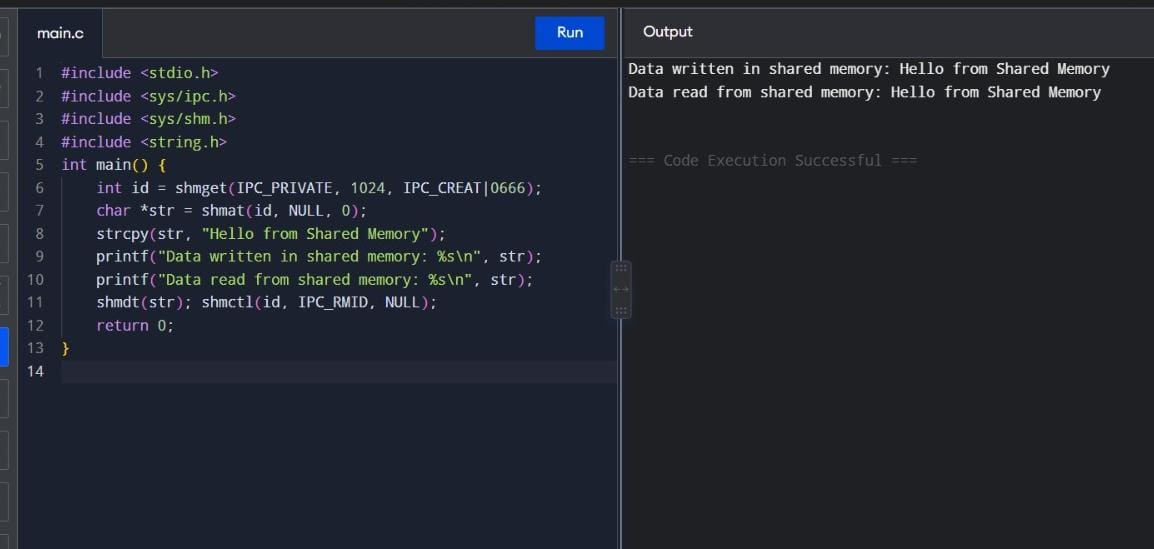 main.c
Run
Output
1 #include <stdio.h>
2 #include <sys/ipc.h>
3 #include <sys/shm.h>
4 #include <string.h>
5 int main() {
6     int id = shmget(IPC_PRIVATE, 1024, IPC_CREAT|0666);
7     char *str = shmat(id, NULL, 0);
8     strcpy(str, "Hello from Shared Memory");
9     printf("Data written in shared memory: %s\n", str);
10     printf("Data read from shared memory: %s\n", str);
11     shmdt(str); shmctl(id, IPC_RMID, NULL);
12     return 0;
13 }
14
Data written in shared memory: Hello from Shared Memory
Data read from shared memory: Hello from Shared Memory
=== Code Execution Successful ===